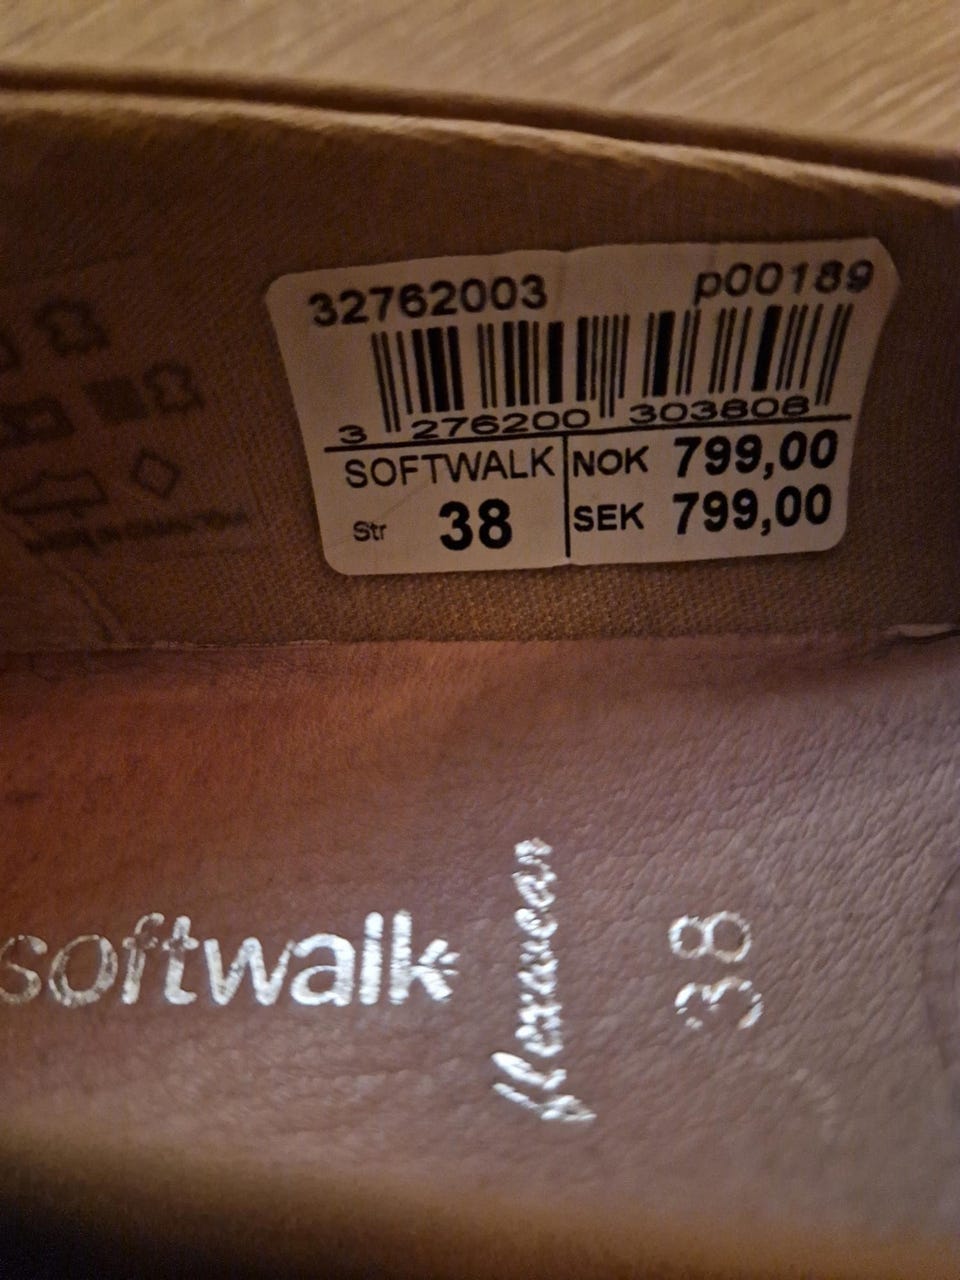 32762003 p00189
3 276200 303808
SOFTWALK NOK 799,00
Str 38 SEK 799,00
softwalk
38